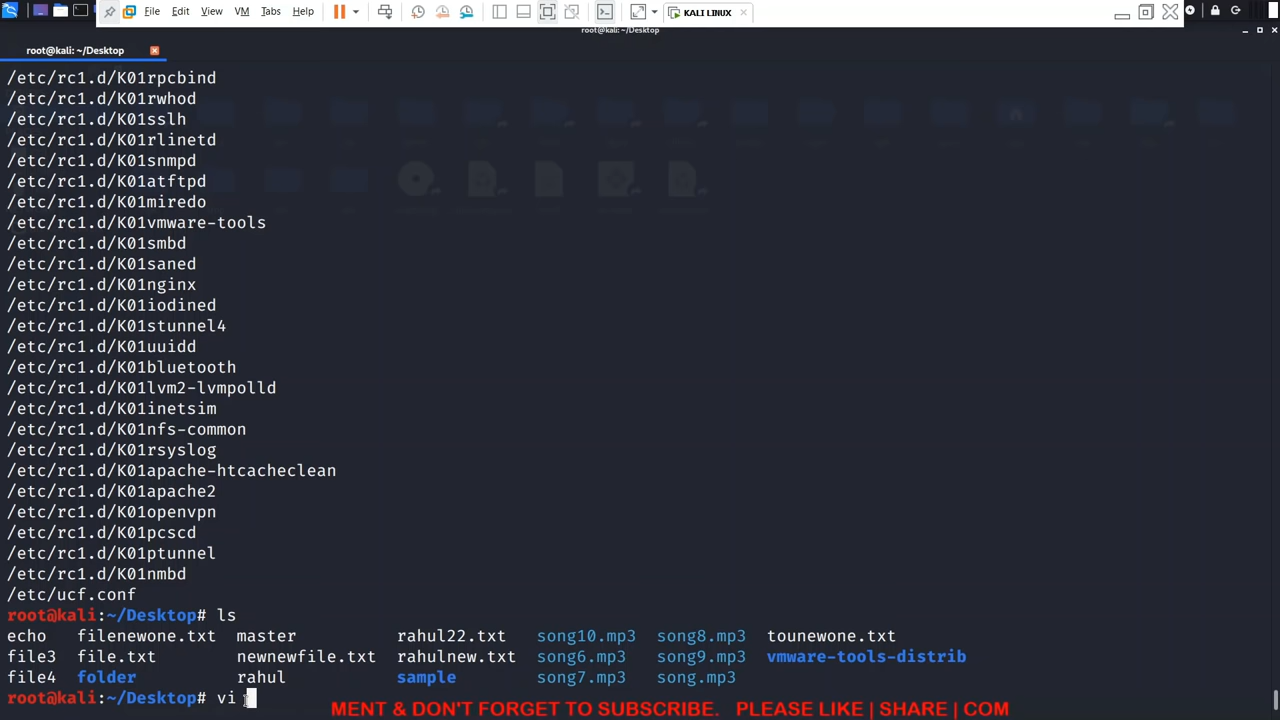 File Edit View VM Tabs Help KALI LINUX
root@kali: ~/Desktop
root@kali: ~/Desktop
/etc/rc1.d/K01rpcbind
/etc/rc1.d/K01rwhod
/etc/rc1.d/K01sslh
/etc/rc1.d/K01rlinetd
/etc/rc1.d/K01snmpd
/etc/rc1.d/K01atftpd
/etc/rc1.d/K01miredo
/etc/rc1.d/K01vmware-tools
/etc/rc1.d/K01smbd
/etc/rc1.d/K01saned
/etc/rc1.d/K01nginx
/etc/rc1.d/K01iodined
/etc/rc1.d/K01stunnel4
/etc/rc1.d/K01uuidd
/etc/rc1.d/K01bluetooth
/etc/rc1.d/K01lvm2-lvmpolld
/etc/rc1.d/K01inetsim
/etc/rc1.d/K01nfs-common
/etc/rc1.d/K01rsyslog
/etc/rc1.d/K01apache-htcacheclean
/etc/rc1.d/K01apache2
/etc/rc1.d/K01openvpn
/etc/rc1.d/K01pcscd
/etc/rc1.d/K01ptunnel
/etc/rc1.d/K01nmbd
/etc/ucf.conf
root@kali:~/Desktop# ls
echo filenewone.txt master rahul22.txt song10.mp3 song8.mp3 tounewone.txt
file3 file.txt newnewfile.txt rahulnew.txt song6.mp3 song9.mp3 vmware-tools-distrib
file4 folder rahul sample song7.mp3 song.mp3
root@kali:~/Desktop# vi
MENT & DON'T FORGET TO SUBSCRIBE. PLEASE LIKE | SHARE | COM